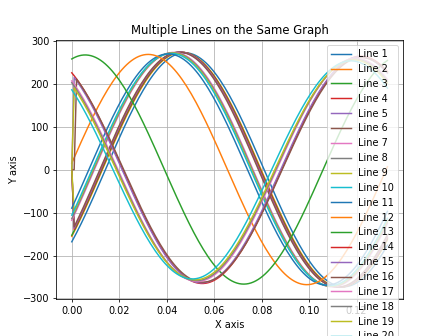 Multiple Lines on the Same Graph
300
200
100
0
−100
−200
−300
Y axis
0.00
0.02
0.04
0.06
0.08
0.10
X axis
Line 1
Line 2
Line 3
Line 4
Line 5
Line 6
Line 7
Line 8
Line 9
Line 10
Line 11
Line 12
Line 13
Line 14
Line 15
Line 16
Line 17
Line 18
Line 19
Line 20